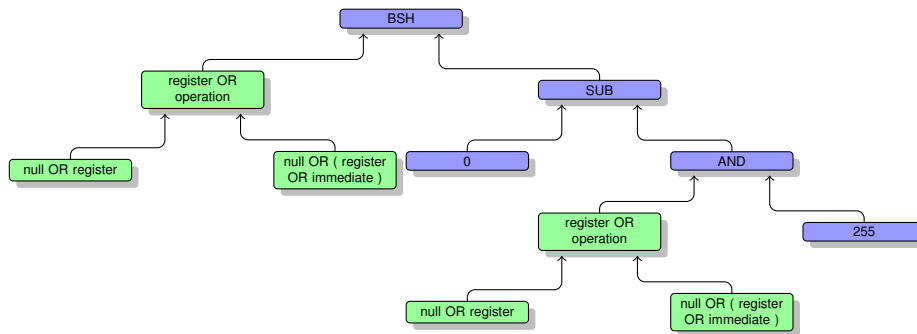 BSH
register OR
operation
SUB
null OR register
null OR ( register
OR immediate )
0
AND
register OR
operation
255
null OR register
null OR ( register
OR immediate )